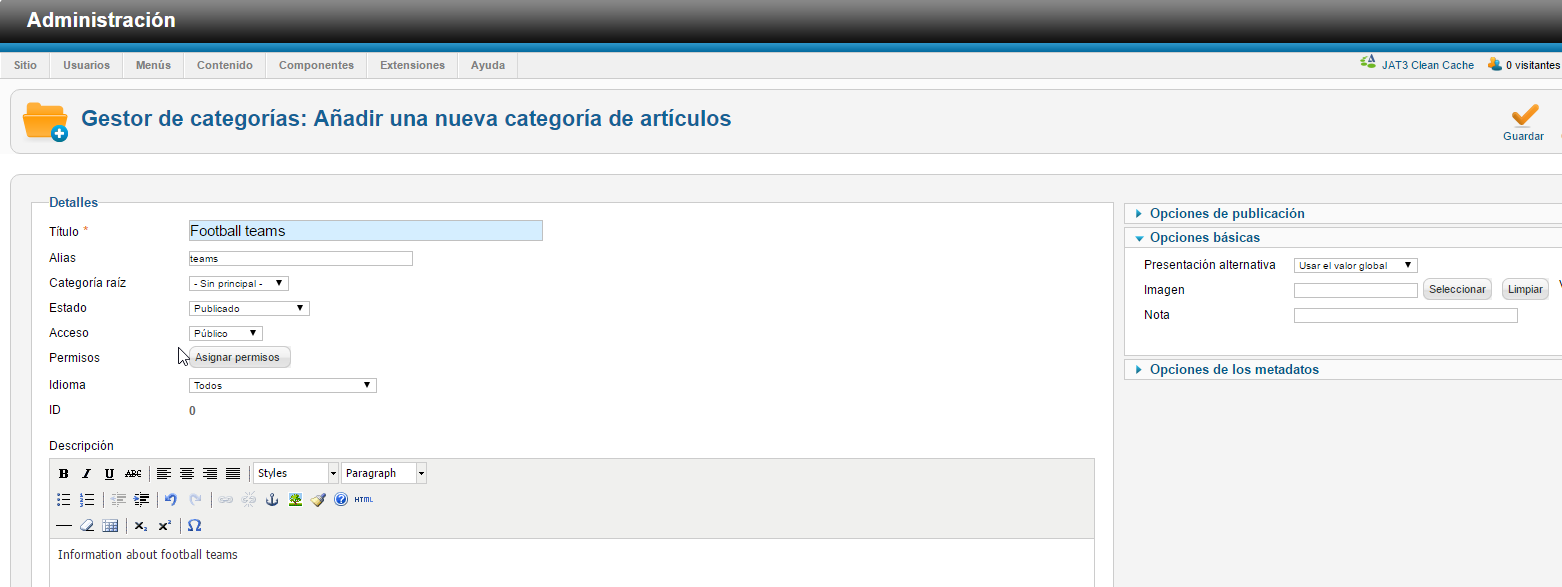 Administración
Sitio Usuarios Menús Contenido Componentes Extensiones Ayuda JAT3 Clean Cache 0 visitantes
Gestor de categorías: Añadir una nueva categoría de artículos
Guardar
Detalles
Título * Football teams
Alias teams
Categoría raíz - Sin principal -
Estado Publicado
Acceso Público
Permisos Asignar permisos
Idioma Todos
ID 0
Descripción
B I U ABC Styles Paragraph
HTML
x₂ x² Ω
Information about football teams
Opciones de publicación
Opciones básicas
Presentación alternativa Usar el valor global
Imagen Seleccionar Limpiar
Nota
Opciones de los metadatos